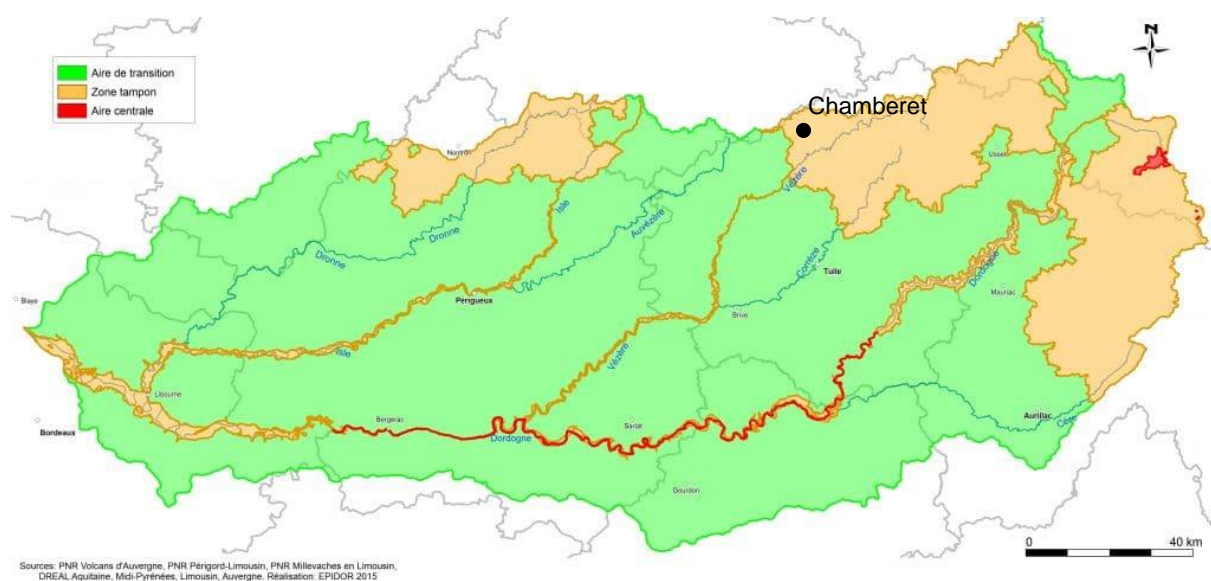 Aire de transition
Zone tampon
Aire centrale
N
Chamberet
Nontron
Ussel
Vézère
Isle
Auvézère
Dronne
Dronne
Corrèze
Tulle
Dordogne
Mauriac
Blaye
Périgueux
Brive
Isle
Vézère
Libourne
Bordeaux
Bergerac
Dordogne
Sarlat
Aurillac
Cère
Gourdon
0 40 km
Sources: PNR Volcans d'Auvergne, PNR Périgord-Limousin, PNR Millevaches en Limousin,
DREAL Aquitaine, Midi-Pyrénées, Limousin, Auvergne. Réalisation: EPIDOR 2015